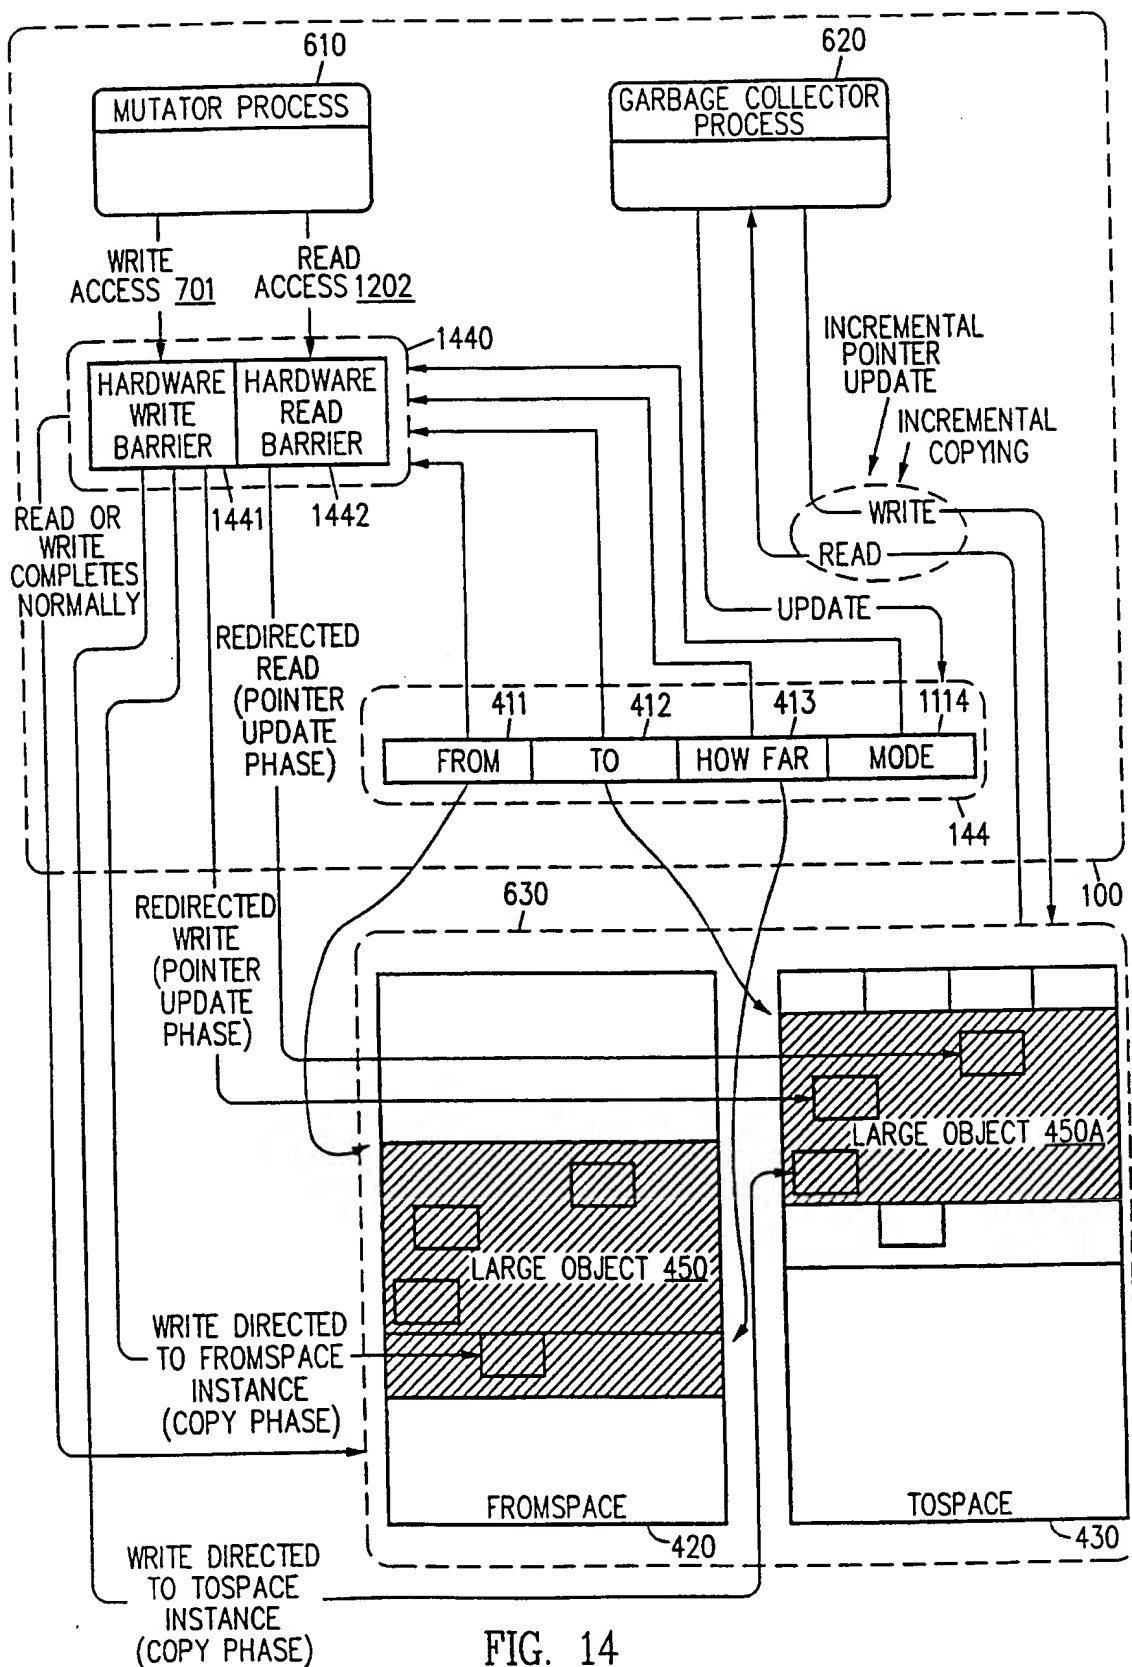 610
620
MUTATOR PROCESS
GARBAGE COLLECTOR
PROCESS
WRITE
ACCESS 701
READ
ACCESS 1202
1440
INCREMENTAL
POINTER
UPDATE
INCREMENTAL
COPYING
HARDWARE
WRITE
BARRIER
HARDWARE
READ
BARRIER
1441
1442
READ OR
WRITE
COMPLETES
NORMALLY
WRITE
READ
UPDATE
REDIRECTED
READ
(POINTER
UPDATE
PHASE)
411
412
413
1114
FROM
TO
HOW FAR
MODE
144
100
630
REDIRECTED
WRITE
(POINTER
UPDATE
PHASE)
LARGE OBJECT 450A
LARGE OBJECT 450
WRITE DIRECTED
TO FROMSPACE
INSTANCE
(COPY PHASE)
FROMSPACE
TOSPACE
420
430
WRITE DIRECTED
TO TOSPACE
INSTANCE
(COPY PHASE)
FIG. 14